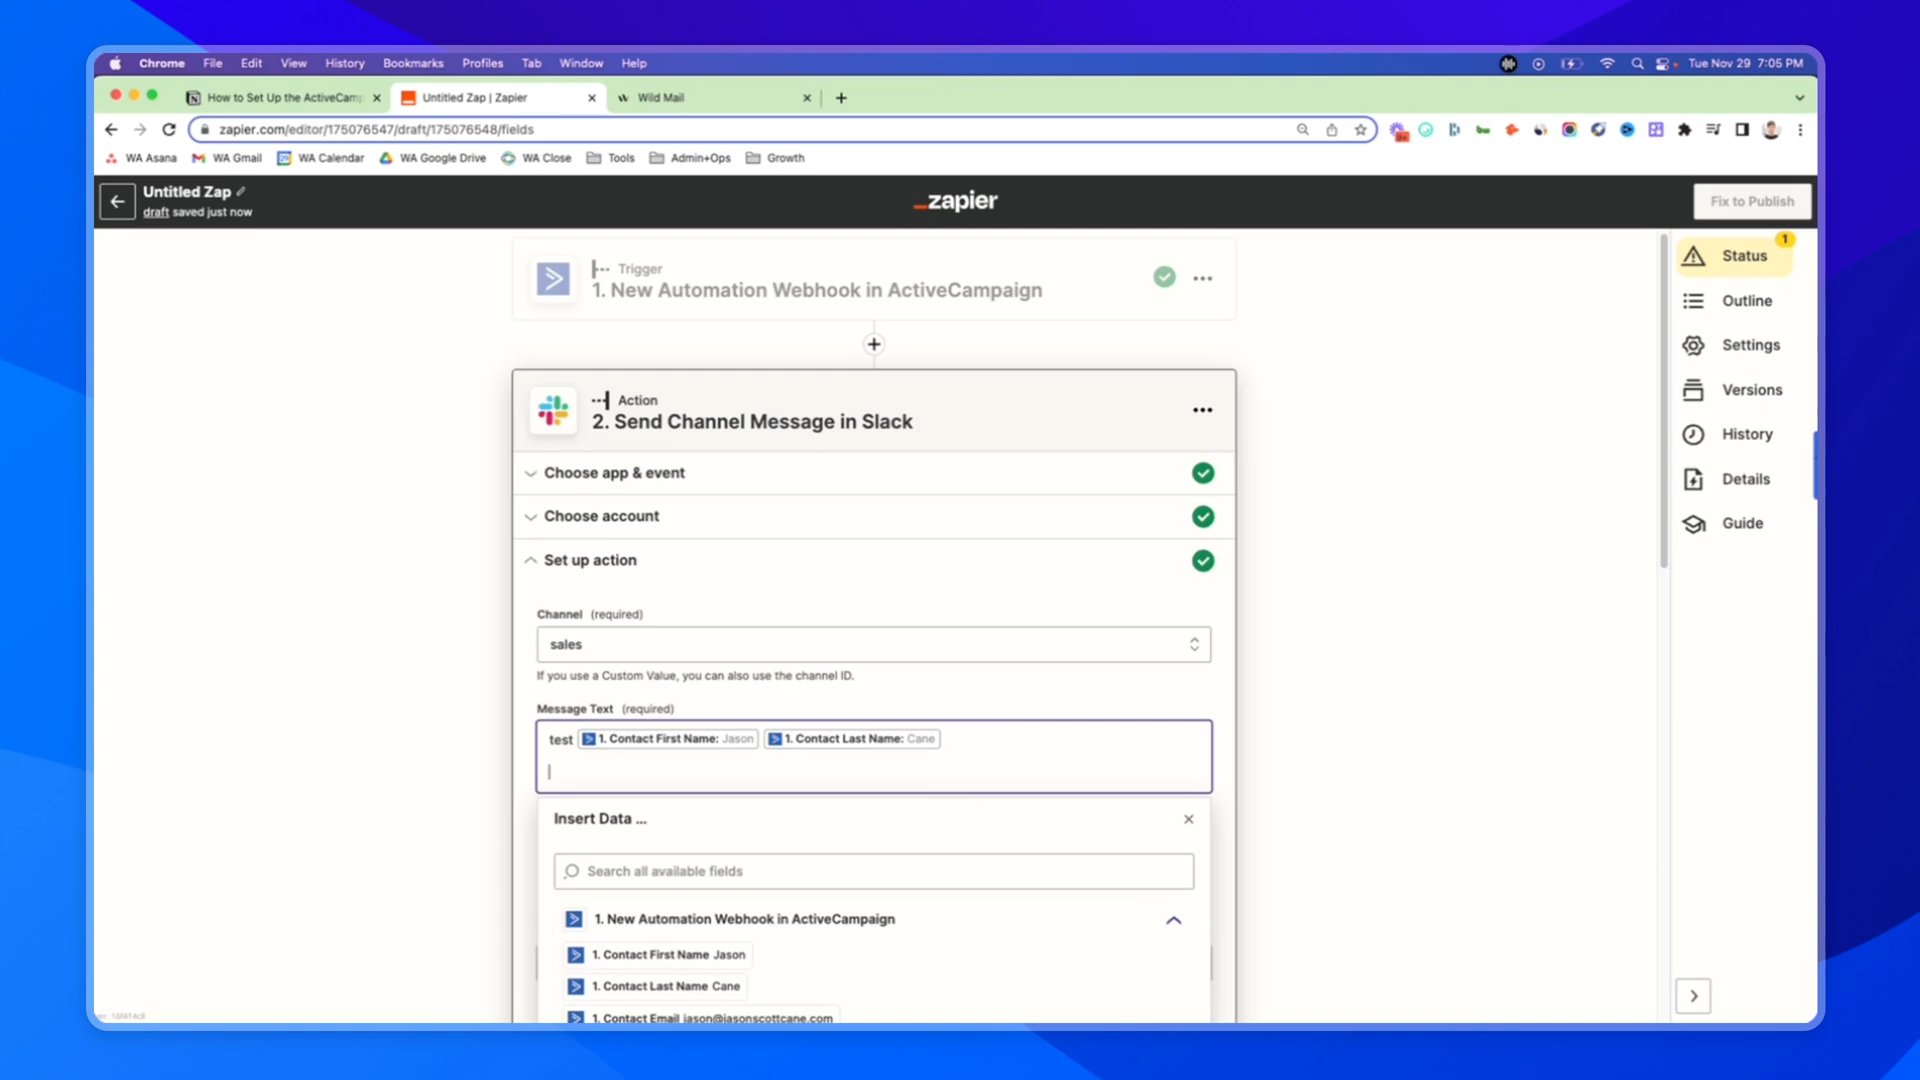 Chrome File Edit View History Bookmarks Profiles Tab Window Help Tue Nov 29 7:05 PM
How to Set Up the ActiveCamp Untitled Zap | Zapier Wild Mail
zapier.com/editor/175076547/draft/175076548/fields
WA Asana WA Gmail WA Calendar WA Google Drive WA Close Tools Admin+Ops Growth
Untitled Zap
draft saved just now
_zapier
Fix to Publish
Trigger
1. New Automation Webhook in ActiveCampaign
Action
2. Send Channel Message in Slack
Choose app & event
Choose account
Set up action
Channel (required)
sales
If you use a Custom Value, you can also use the channel ID.
Message Text (required)
test 1. Contact First Name: Jason 1. Contact Last Name: Cane
Insert Data ...
Search all available fields
1. New Automation Webhook in ActiveCampaign
1. Contact First Name Jason
1. Contact Last Name Cane
1. Contact Email jason@jasonscottcane.com
1
Status
Outline
Settings
Versions
History
Details
Guide